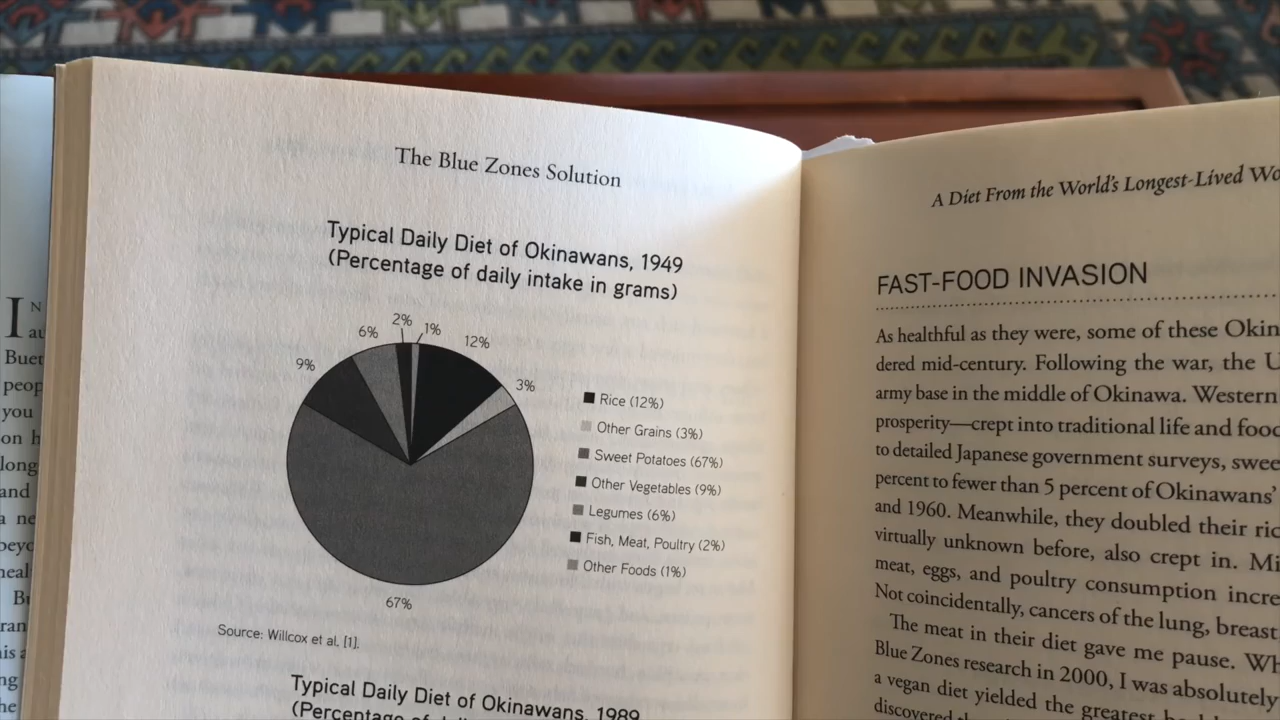 The Blue Zones Solution
Typical Daily Diet of Okinawans, 1949
(Percentage of daily intake in grams)
2%
1%
6%
12%
9%
3%
67%
Rice (12%)
Other Grains (3%)
Sweet Potatoes (67%)
Other Vegetables (9%)
Legumes (6%)
Fish, Meat, Poultry (2%)
Other Foods (1%)
Source: Willcox et al. [1].
Typical Daily Diet of Okinawans, 1989
(Percentage of
A Diet From the World's Longest-Lived
FAST-FOOD INVASION
As healthful as they were, some of these
dered mid-century. Following the war, the
army base in the middle of Okinawa. Western
prosperity—crept into traditional life and
to detailed Japanese government surveys,
percent to fewer than 5 percent of Okinawans'
and 1960. Meanwhile, they doubled their
virtually unknown before, also crept in.
meat, eggs, and poultry consumption
Not coincidentally, cancers of the lung, breast
The meat in their diet gave me pause.
Blue Zones research in 2000, I was absolutely
a vegan diet yielded the greatest
discovered